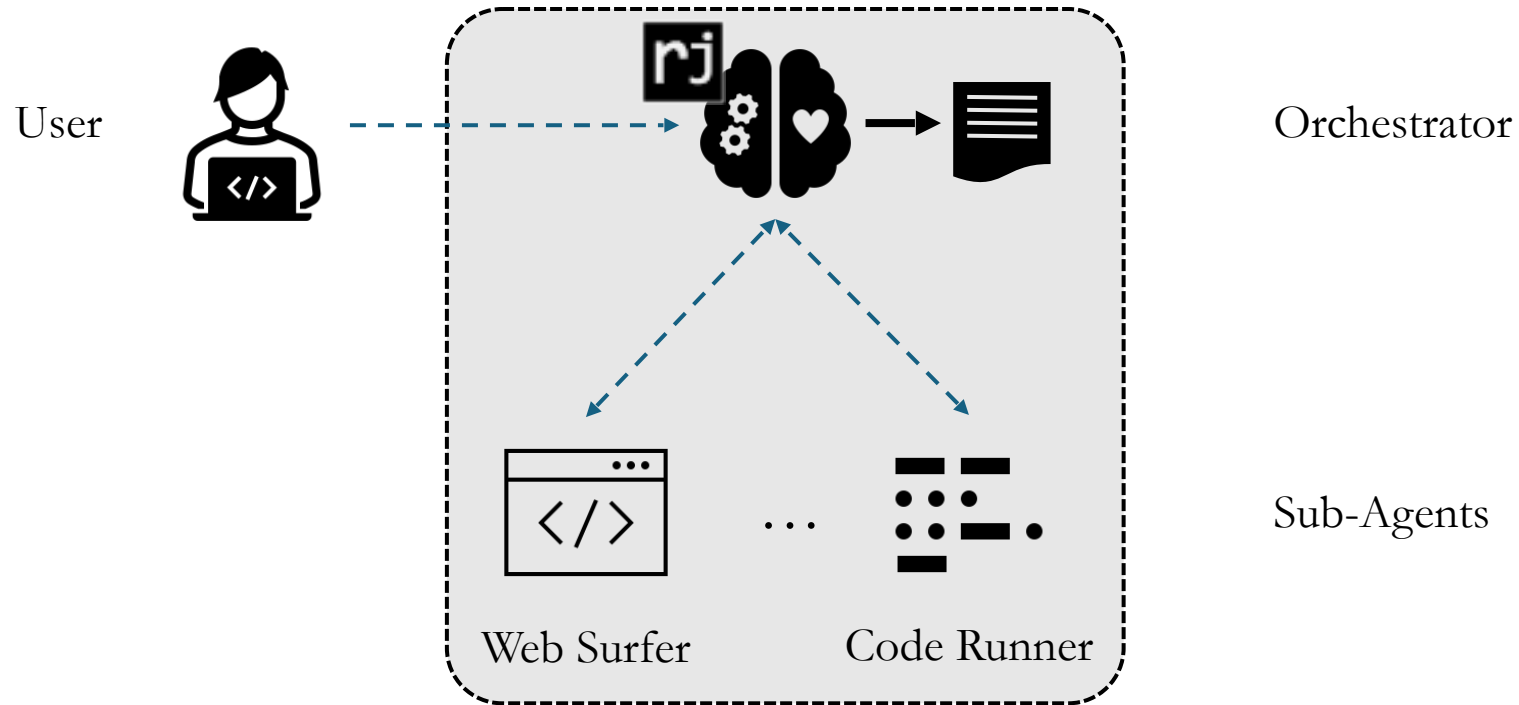 rj
User
</>
Orchestrator
</>
...
Sub-Agents
Web Surfer
Code Runner